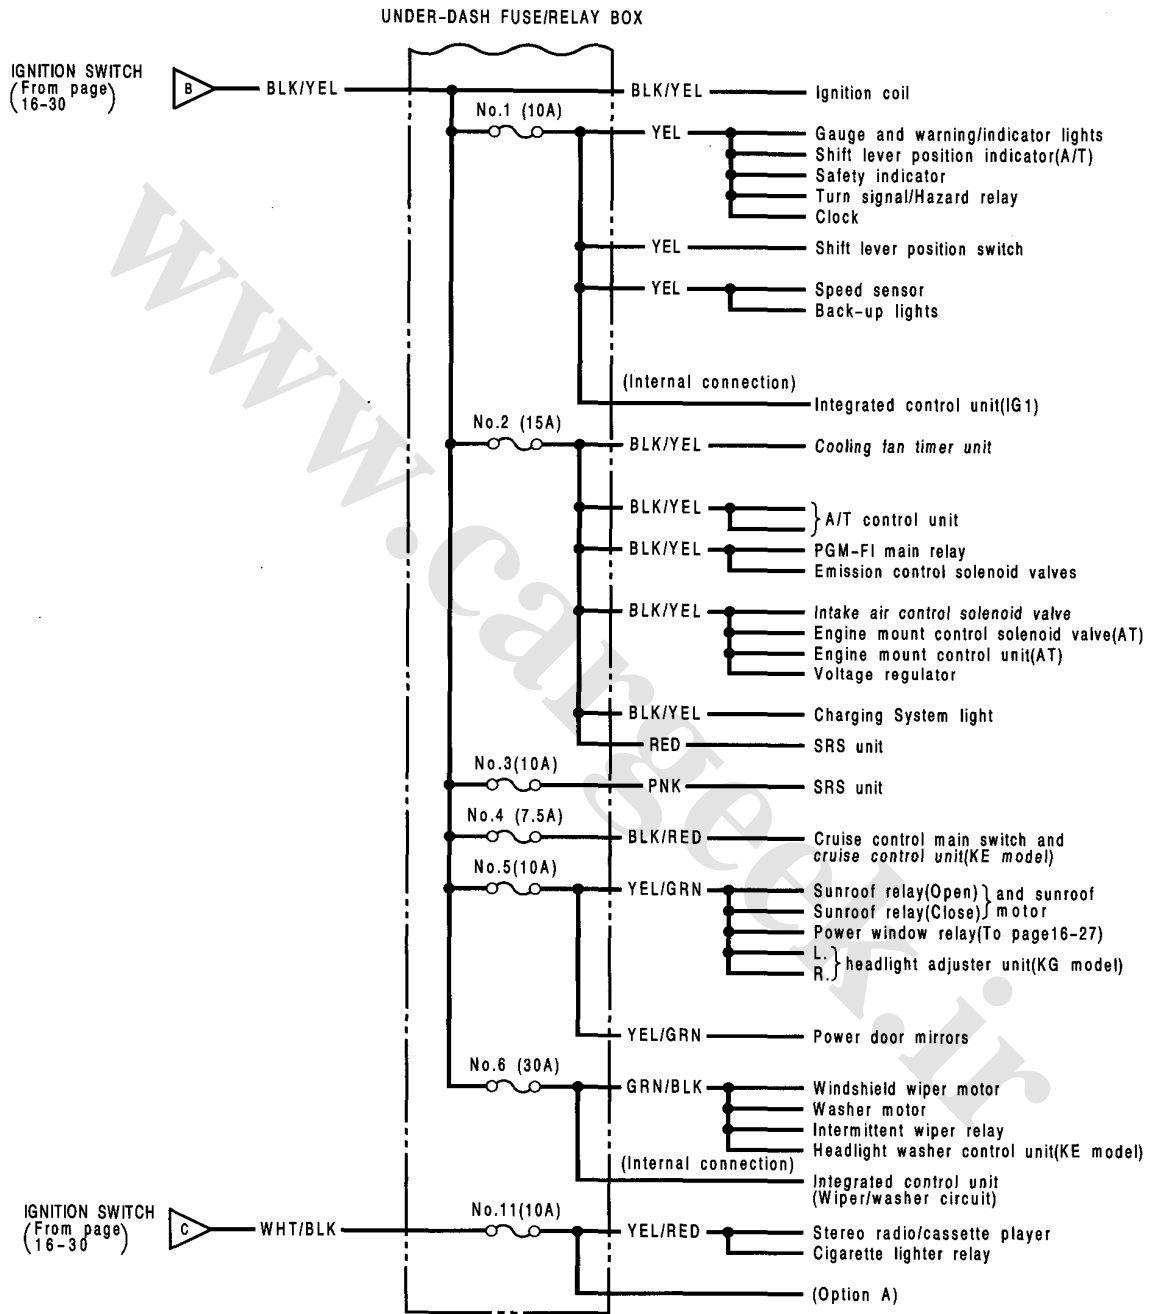 UNDER-DASH FUSE/RELAY BOX
IGNITION SWITCH
(From page)
16-30
B
BLK/YEL
BLK/YEL
Ignition coil
No.1 (10A)
YEL
Gauge and warning/indicator lights
Shift lever position indicator(A/T)
Safety indicator
Turn signal/Hazard relay
Clock
YEL
Shift lever position switch
YEL
Speed sensor
Back-up lights
(Internal connection)
Integrated control unit(IG1)
No.2 (15A)
BLK/YEL
Cooling fan timer unit
BLK/YEL
A/T control unit
BLK/YEL
PGM-FI main relay
Emission control solenoid valves
BLK/YEL
Intake air control solenoid valve
Engine mount control solenoid valve(AT)
Engine mount control unit(AT)
Voltage regulator
BLK/YEL
Charging System light
RED
SRS unit
No.3(10A)
PNK
SRS unit
No.4 (7.5A)
BLK/RED
Cruise control main switch and
cruise control unit(KE model)
No.5(10A)
YEL/GRN
Sunroof relay(Open)
Sunroof relay(Close)
and sunroof
motor
Power window relay(To page16-27)
L.
R.
headlight adjuster unit(KG model)
YEL/GRN
Power door mirrors
No.6 (30A)
GRN/BLK
Windshield wiper motor
Washer motor
Intermittent wiper relay
Headlight washer control unit(KE model)
(Internal connection)
Integrated control unit
(Wiper/washer circuit)
IGNITION SWITCH
(From page)
16-30
C
WHT/BLK
No.11(10A)
YEL/RED
Stereo radio/cassette player
Cigarette lighter relay
(Option A)
www.cargeek.ir